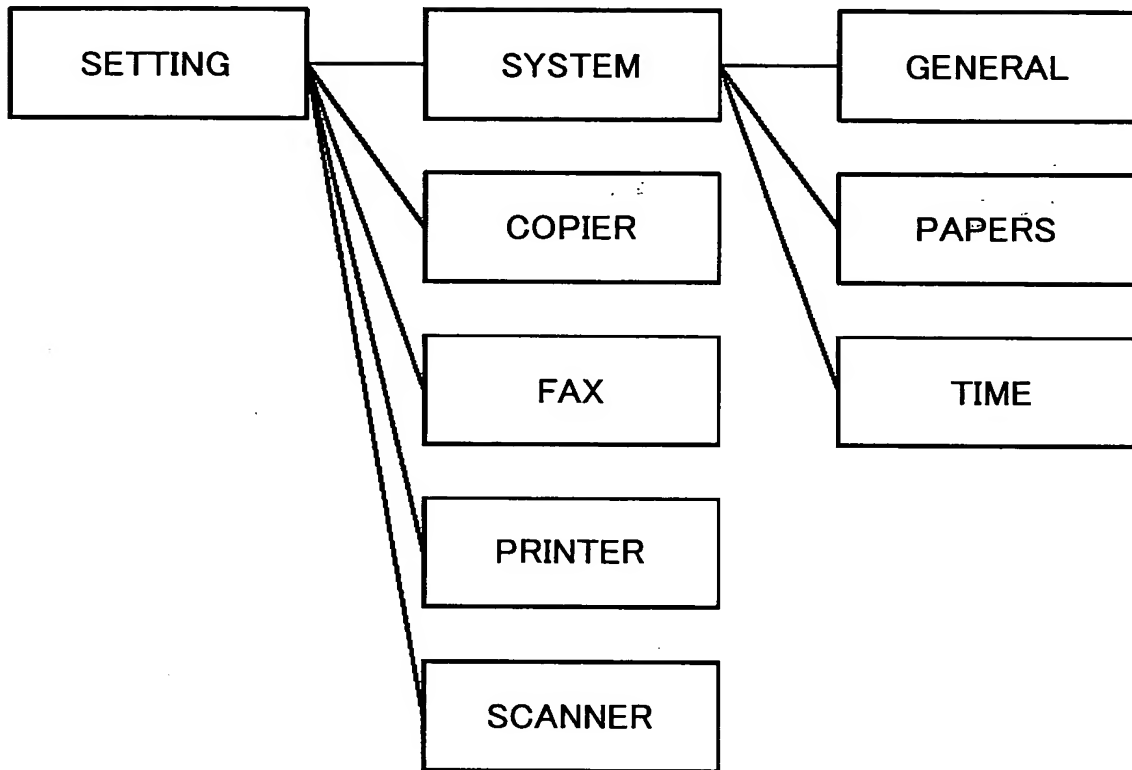 SETTING
SYSTEM
GENERAL
COPIER
PAPERS
FAX
TIME
PRINTER
SCANNER